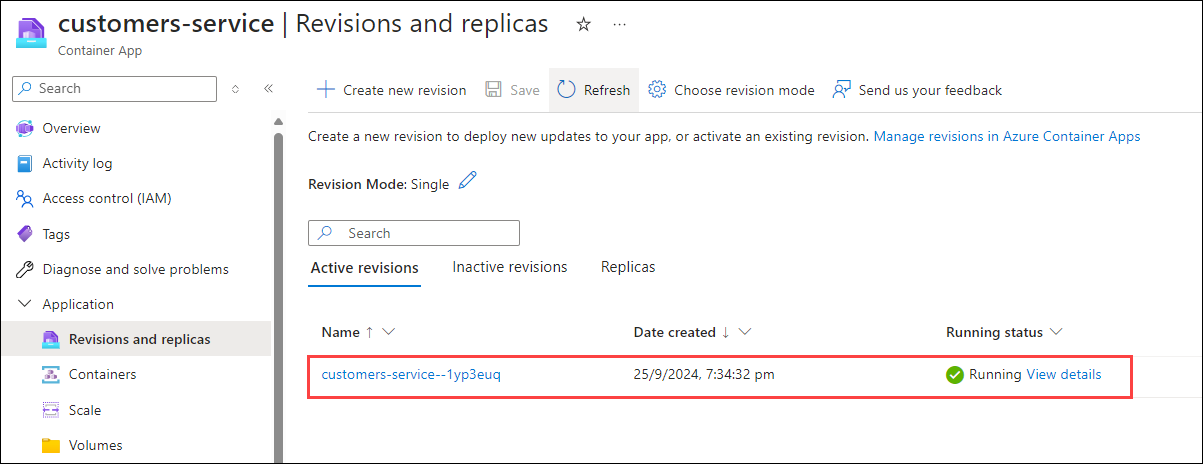 customers-service | Revisions and replicas ☆ ...
Container App
Search
Create new revision Save Refresh Choose revision mode Send us your feedback
Create a new revision to deploy new updates to your app, or activate an existing revision. Manage revisions in Azure Container Apps
Overview
Activity log
Access control (IAM)
Tags
Diagnose and solve problems
Application
Revisions and replicas
Containers
Scale
Volumes
Revision Mode: Single
Search
Active revisions Inactive revisions Replicas
Name ↑ Date created ↓ Running status
customers-service--1yp3euq 25/9/2024, 7:34:32 pm Running View details